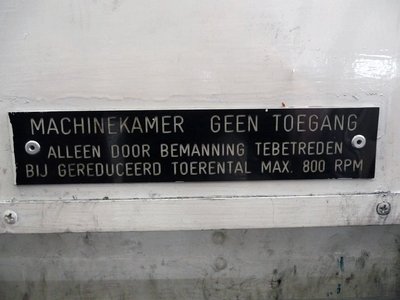 MACHINEKAMER GEEN TOEGANG
ALLEEN DOOR BEMANNING TEBETREDEN
BIJ GEREDUCEERD TOERENTAL MAX. 800 RPM